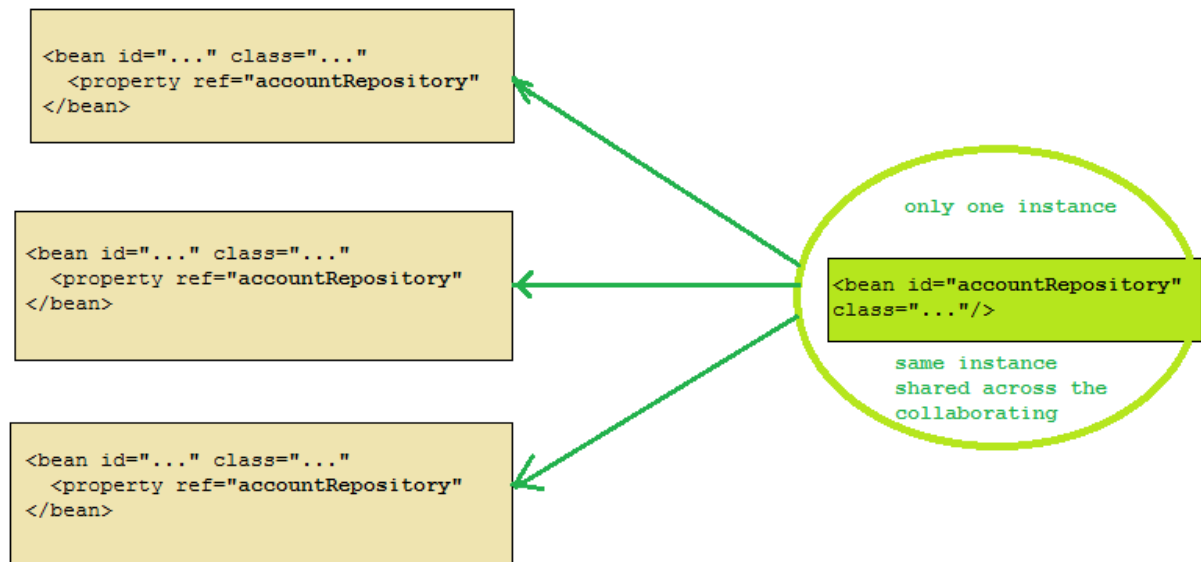 <bean id="..." class="..."
<property ref="accountRepository"
</bean>
<bean id="..." class="..."
<property ref="accountRepository"
</bean>
<bean id="..." class="..."
<property ref="accountRepository"
</bean>
only one instance
<bean id="accountRepository"
class="..."/>
same instance
shared across the
collaborating